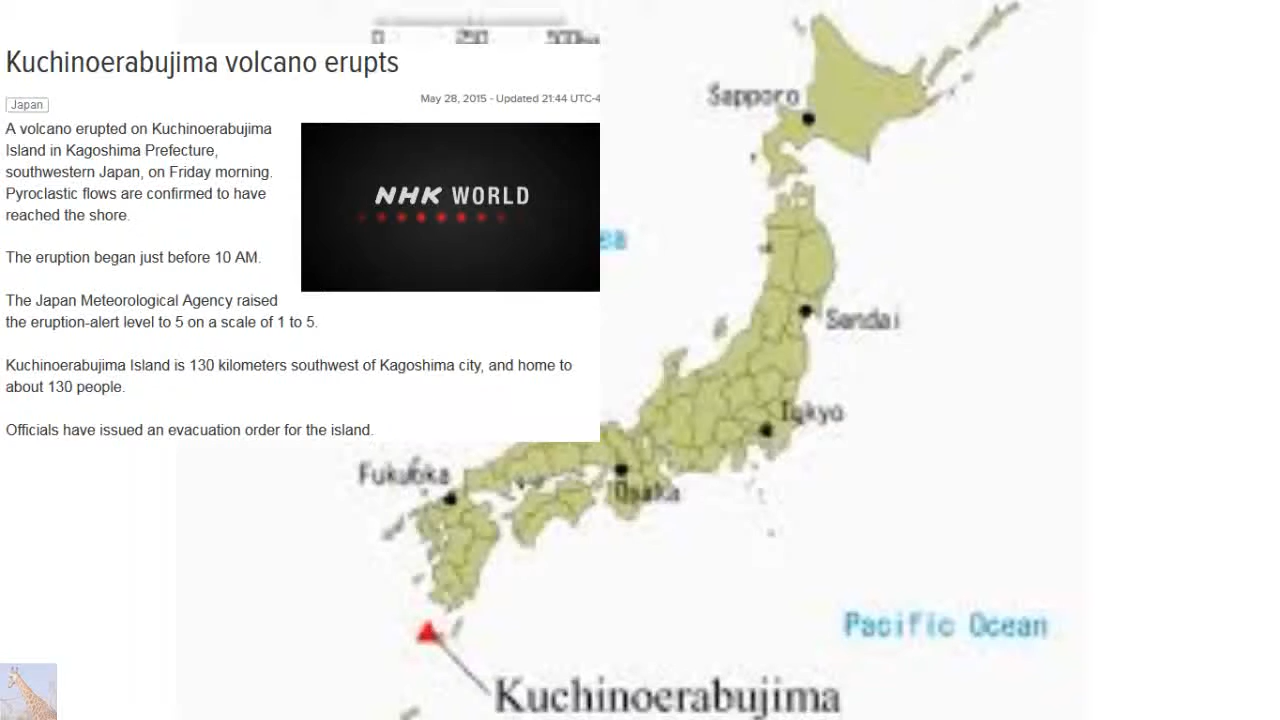 0 250 500km
Kuchinoerabujima volcano erupts
Japan
May 28, 2015 - Updated 21:44 UTC-4
A volcano erupted on Kuchinoerabujima
Island in Kagoshima Prefecture,
southwestern Japan, on Friday morning.
Pyroclastic flows are confirmed to have
reached the shore.
NHK WORLD
The eruption began just before 10 AM.
The Japan Meteorological Agency raised
the eruption-alert level to 5 on a scale of 1 to 5.
Kuchinoerabujima Island is 130 kilometers southwest of Kagoshima city, and home to
about 130 people.
Officials have issued an evacuation order for the island.
Sapporo
Sendai
Tokyo
Fukuoka
Osaka
Pacific Ocean
Kuchinoerabujima